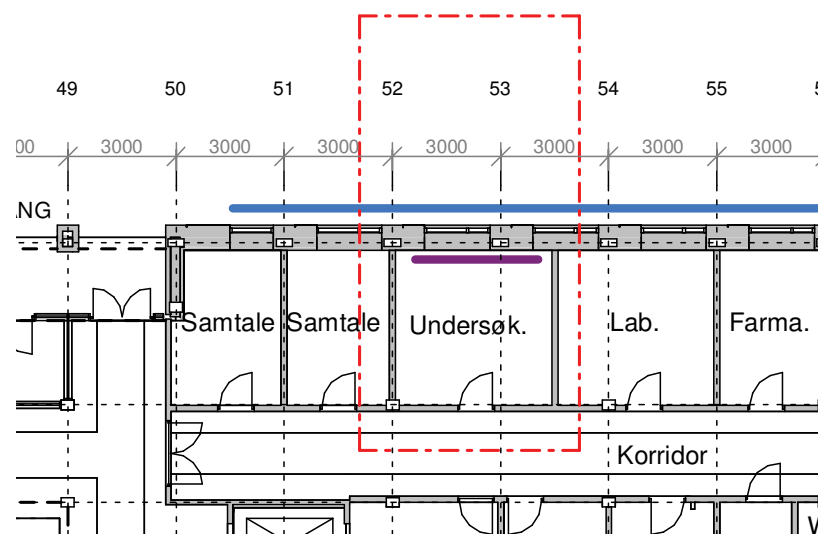 49 50 51 52 53 54 55
00 3000 3000 3000 3000 3000 3000 3000
NG
Samtale Samtale Undersøk. Lab. Farma.
Korridor